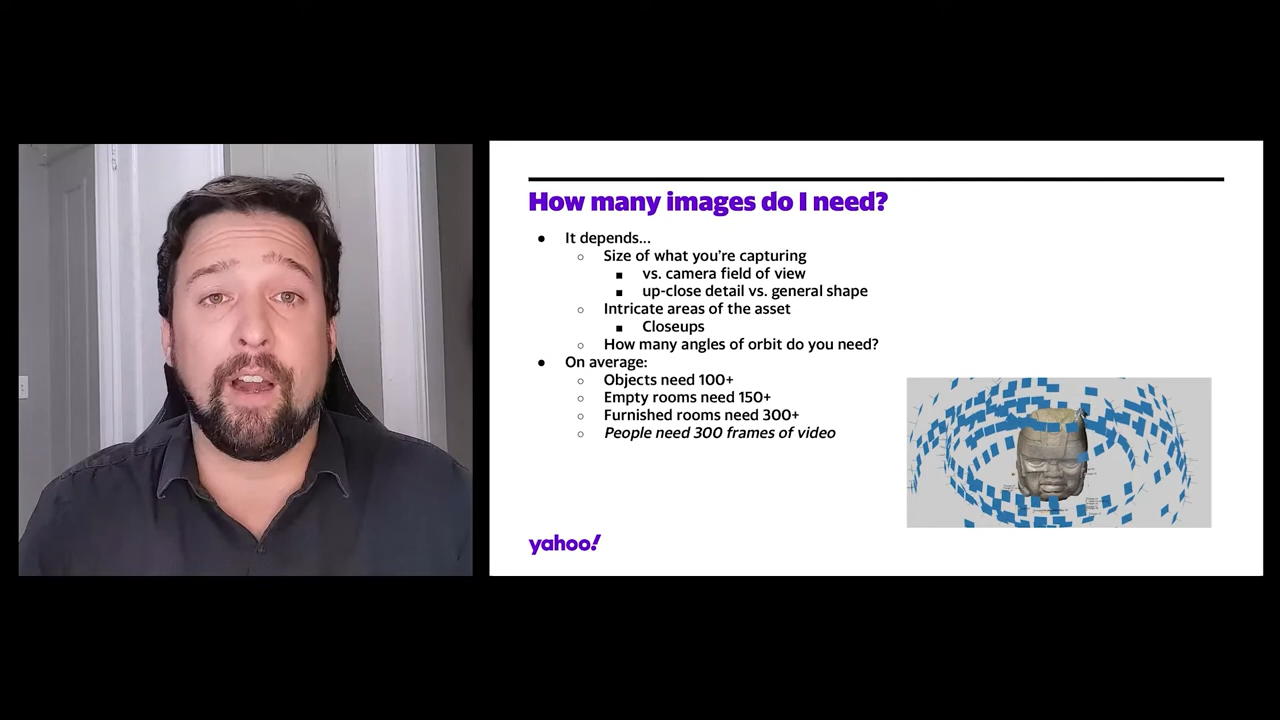 How many images do I need?
● It depends...
○ Size of what you're capturing
■ vs. camera field of view
■ up-close detail vs. general shape
○ Intricate areas of the asset
■ Closeups
○ How many angles of orbit do you need?
● On average:
○ Objects need 100+
○ Empty rooms need 150+
○ Furnished rooms need 300+
○ People need 300 frames of video
yahoo!